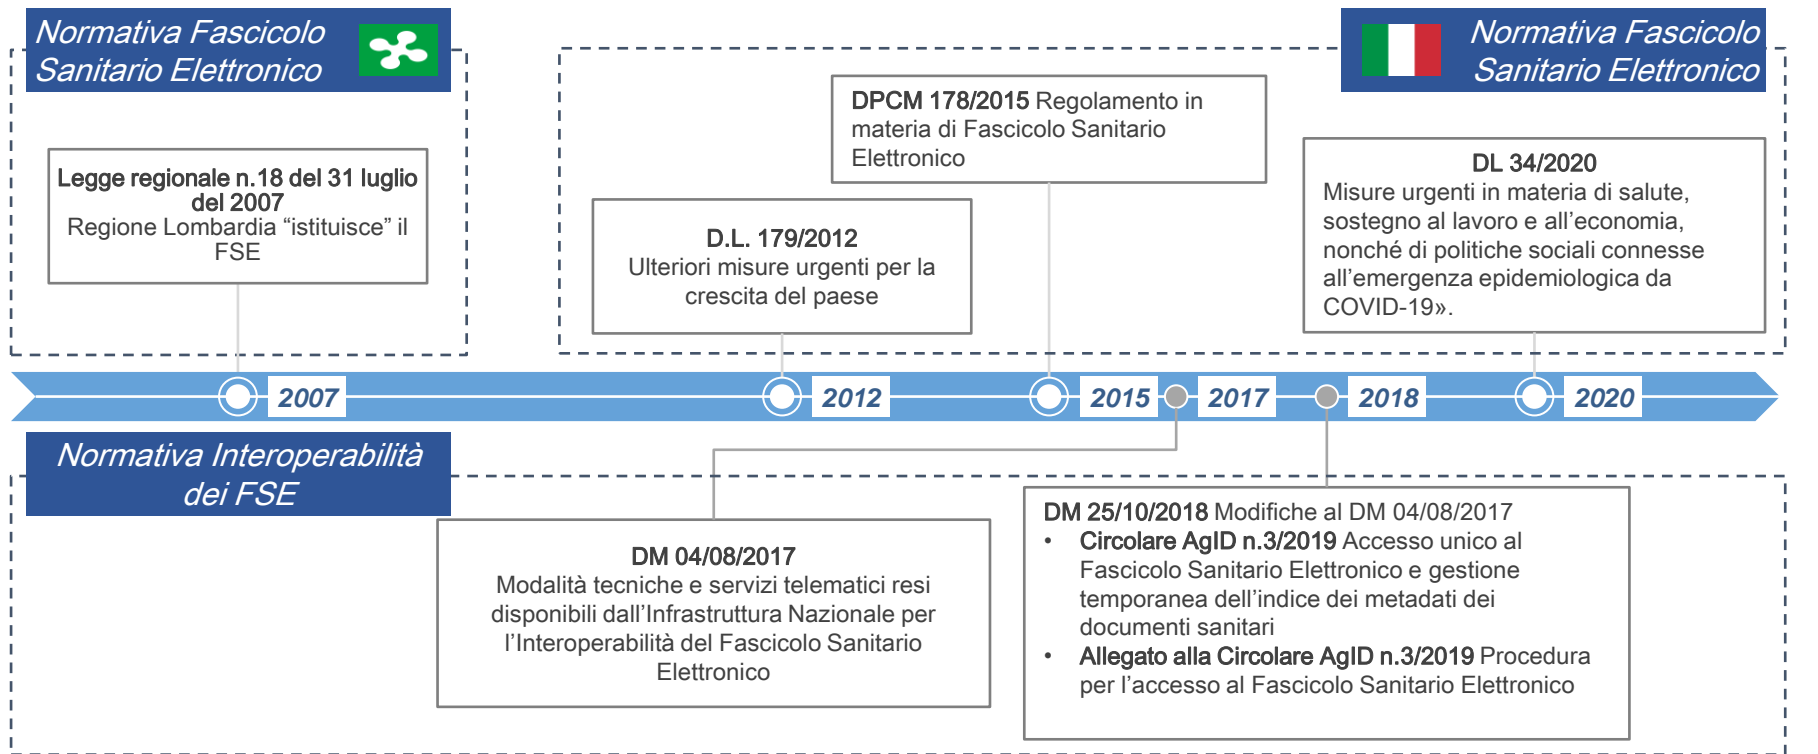 Normativa Fascicolo
Sanitario Elettronico
Legge regionale n.18 del 31 luglio
del 2007
Regione Lombardia “istituisce” il
FSE
Normativa Fascicolo
Sanitario Elettronico
D.L. 179/2012
Ulteriori misure urgenti per la
crescita del paese
DPCM 178/2015 Regolamento in
materia di Fascicolo Sanitario
Elettronico
DL 34/2020
Misure urgenti in materia di salute,
sostegno al lavoro e all’economia,
nonché di politiche sociali connesse
all’emergenza epidemiologica da
COVID-19».
2007
2012
2015
2017
2018
2020
Normativa Interoperabilità
dei FSE
DM 04/08/2017
Modalità tecniche e servizi telematici resi
disponibili dall’Infrastruttura Nazionale per
l’Interoperabilità del Fascicolo Sanitario
Elettronico
DM 25/10/2018 Modifiche al DM 04/08/2017
• Circolare AgID n.3/2019 Accesso unico al
Fascicolo Sanitario Elettronico e gestione
temporanea dell’indice dei metadati dei
documenti sanitari
• Allegato alla Circolare AgID n.3/2019 Procedura
per l’accesso al Fascicolo Sanitario Elettronico